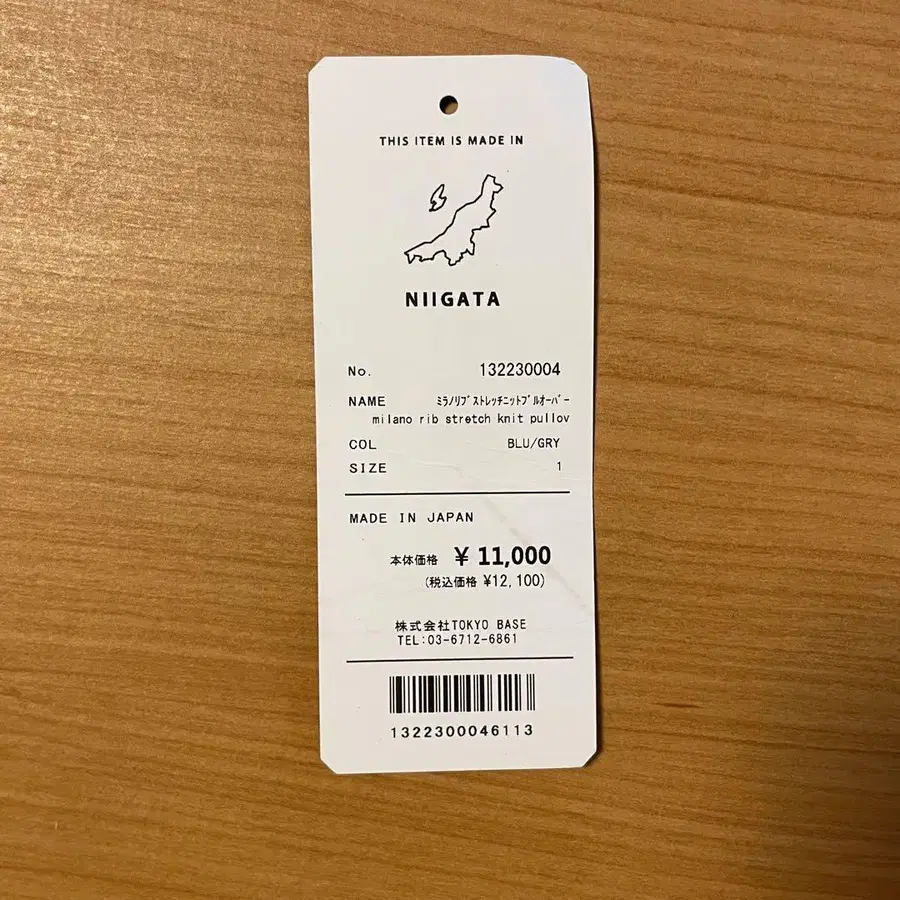 THIS ITEM IS MADE IN
NIIGATA
No. 132230004
NAME ﾐﾗﾉﾘﾌﾞｽﾄﾚｯﾁﾆｯﾄﾌﾟﾙｵｰﾊﾞｰ
milano rib stretch knit pullov
COL BLU/GRY
SIZE 1
MADE IN JAPAN
本体価格 ¥ 11,000
(税込価格 ¥12,100)
株式会社TOKYO BASE
TEL:03-6712-6861
1322300046113